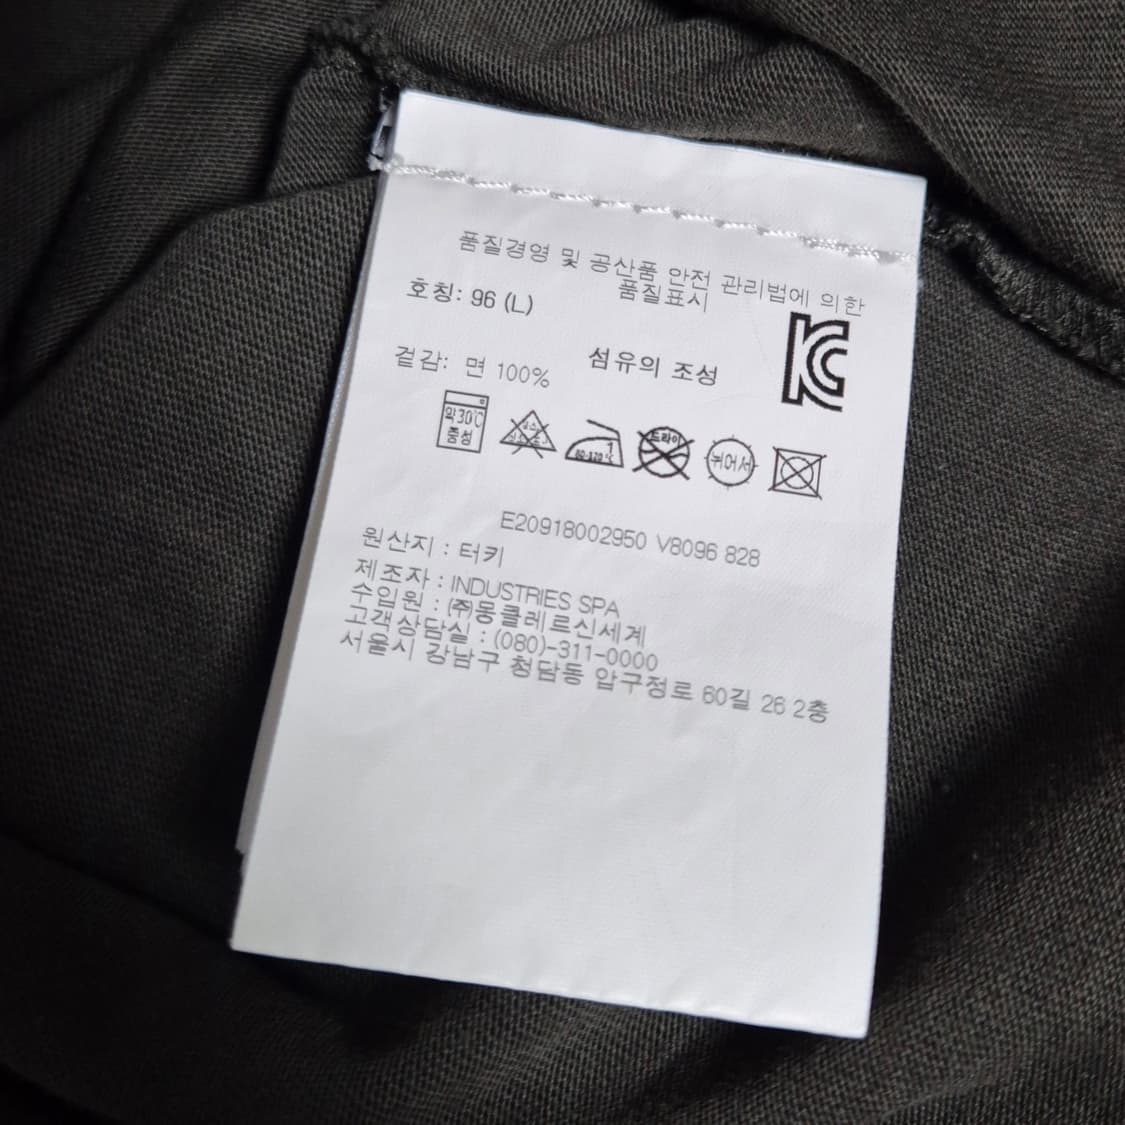 품질경영 및 공산품 안전 관리법에 의한
품질표시
호칭: 96 (L)
섬유의 조성
겉감: 면 100%
약30℃
중성
드라이
뉘어서
E20918002950 V8096 828
원산지 : 터키
제조자 : INDUSTRIES SPA
수입원 : (주)몽클레르신세계
고객상담실 : (080)-311-0000
서울시 강남구 청담동 압구정로 60길 26 2층